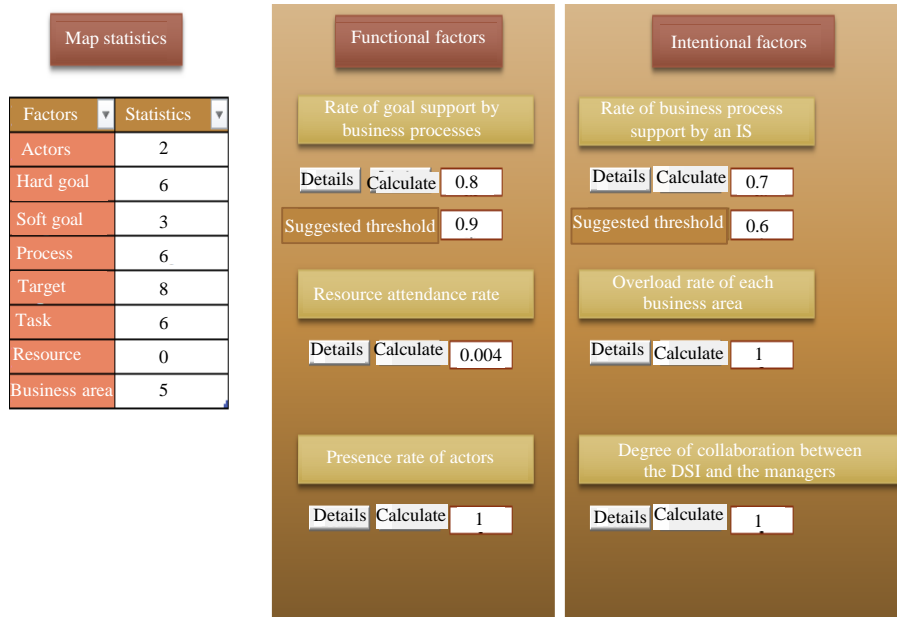 Map statistics
Factors Statistics
Actors 2
Hard goal 6
Soft goal 3
Process 6
Target 8
Task 6
Resource 0
Business area 5
Functional factors
Rate of goal support by
business processes
Details Calculate 0.8
Suggested threshold 0.9
Resource attendance rate
Details Calculate 0.004
Presence rate of actors
Details Calculate 1
Intentional factors
Rate of business process
support by an IS
Details Calculate 0.7
Suggested threshold 0.6
Overload rate of each
business area
Details Calculate 1
Degree of collaboration between
the DSI and the managers
Details Calculate 1